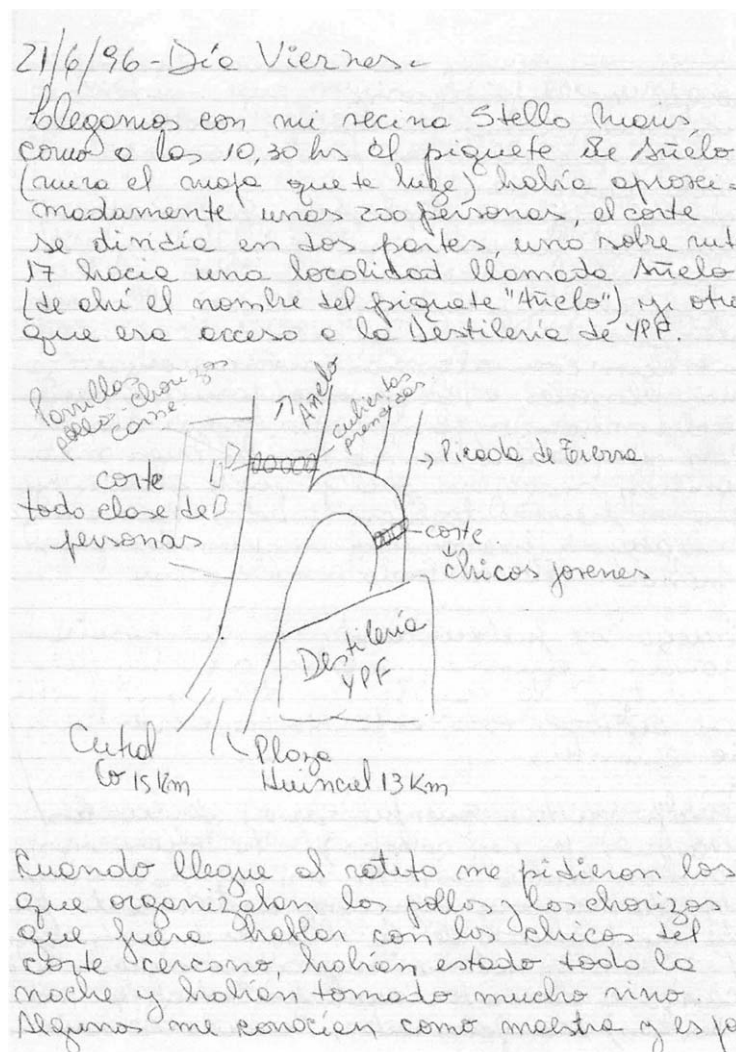 21/6/96 - Día Viernes.-
Llegamos con mi vecina Stella Maris,
como a las 10,30 hs al piquete de Añelo
(mira el mapa que te hize) había aproxi-
madamente unas 200 personas, el corte
se dividía en dos partes, una sobre rut
17 hacia una localidad llamada Añelo
(de ahí el nombre del piquete "Añelo") y otro
que era acceso a la Destilería de YPF.
Parrillas
pollos-chorizos
carne.
Añelo
cubiertas
prendidas
Picada de Tierra
corte
todo clase de
personas
corte
chicos jovenes
Destilería
YPF
Cutral
Co 15 Km
Plaza
Huincul 13 Km
Cuando llegue al ratito me pidieron los
que organizaban los pollos y los chorizos
que fuera hablar con los chicos del
corte cercano, habían estado toda la
noche y habían tomado mucho vino.
Algunos me conocían como maestra y es pa